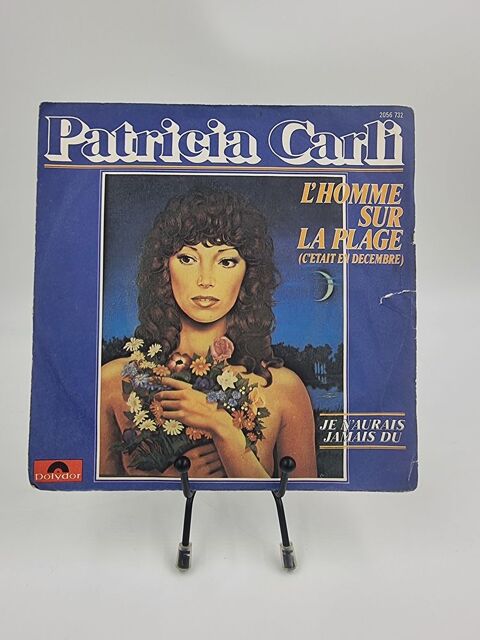 2056 732
Patricia Carli
L'HOMME
SUR
LA PLAGE
(C'ETAIT EN DECEMBRE)
JE N'AURAIS
JAMAIS DU
Polydor